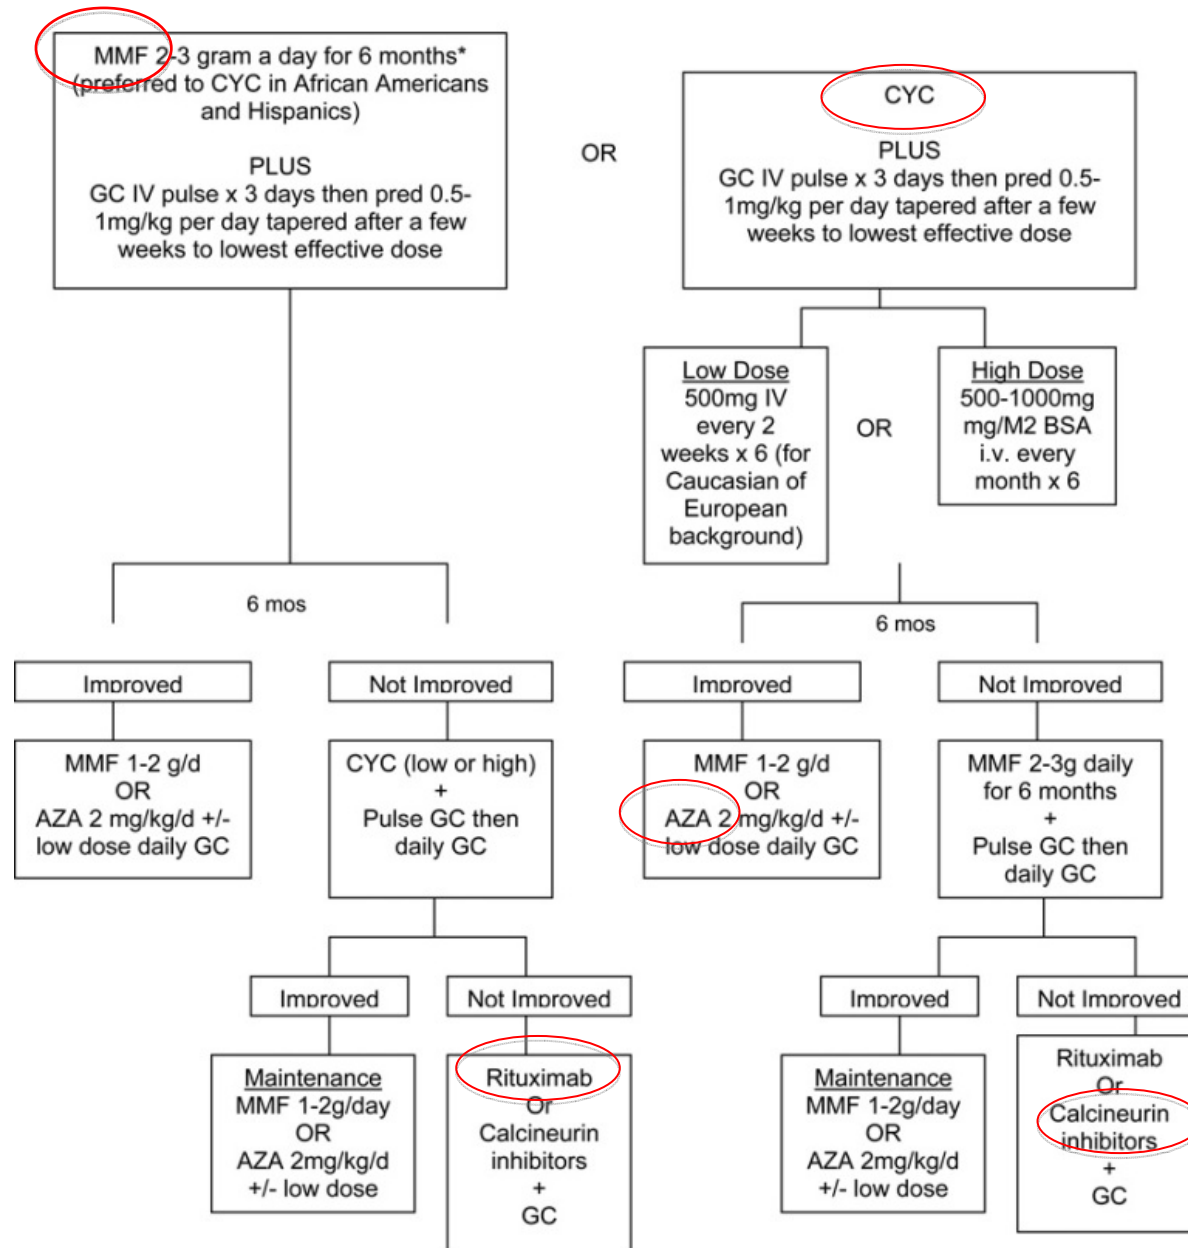 MMF 2-3 gram a day for 6 months*
(preferred to CYC in African Americans
and Hispanics)
PLUS
GC IV pulse x 3 days then pred 0.5-
1mg/kg per day tapered after a few
weeks to lowest effective dose
OR
CYC
PLUS
GC IV pulse x 3 days then pred 0.5-
1mg/kg per day tapered after a few
weeks to lowest effective dose
Low Dose
500mg IV
every 2
weeks x 6 (for
Caucasian of
European
background)
OR
High Dose
500-1000mg
mg/M2 BSA
i.v. every
month x 6
6 mos
6 mos
Improved
Not Improved
Improved
Not Improved
MMF 1-2 g/d
OR
AZA 2 mg/kg/d +/-
low dose daily GC
CYC (low or high)
+
Pulse GC then
daily GC
MMF 1-2 g/d
OR
AZA 2 mg/kg/d +/-
low dose daily GC
MMF 2-3g daily
for 6 months
+
Pulse GC then
daily GC
Improved
Not Improved
Improved
Not Improved
Maintenance
MMF 1-2g/day
OR
AZA 2mg/kg/d
+/- low dose
Rituximab
Or
Calcineurin
inhibitors
+
GC
Maintenance
MMF 1-2g/day
OR
AZA 2mg/kg/d
+/- low dose
Rituximab
Or
Calcineurin
inhibitors
+
GC